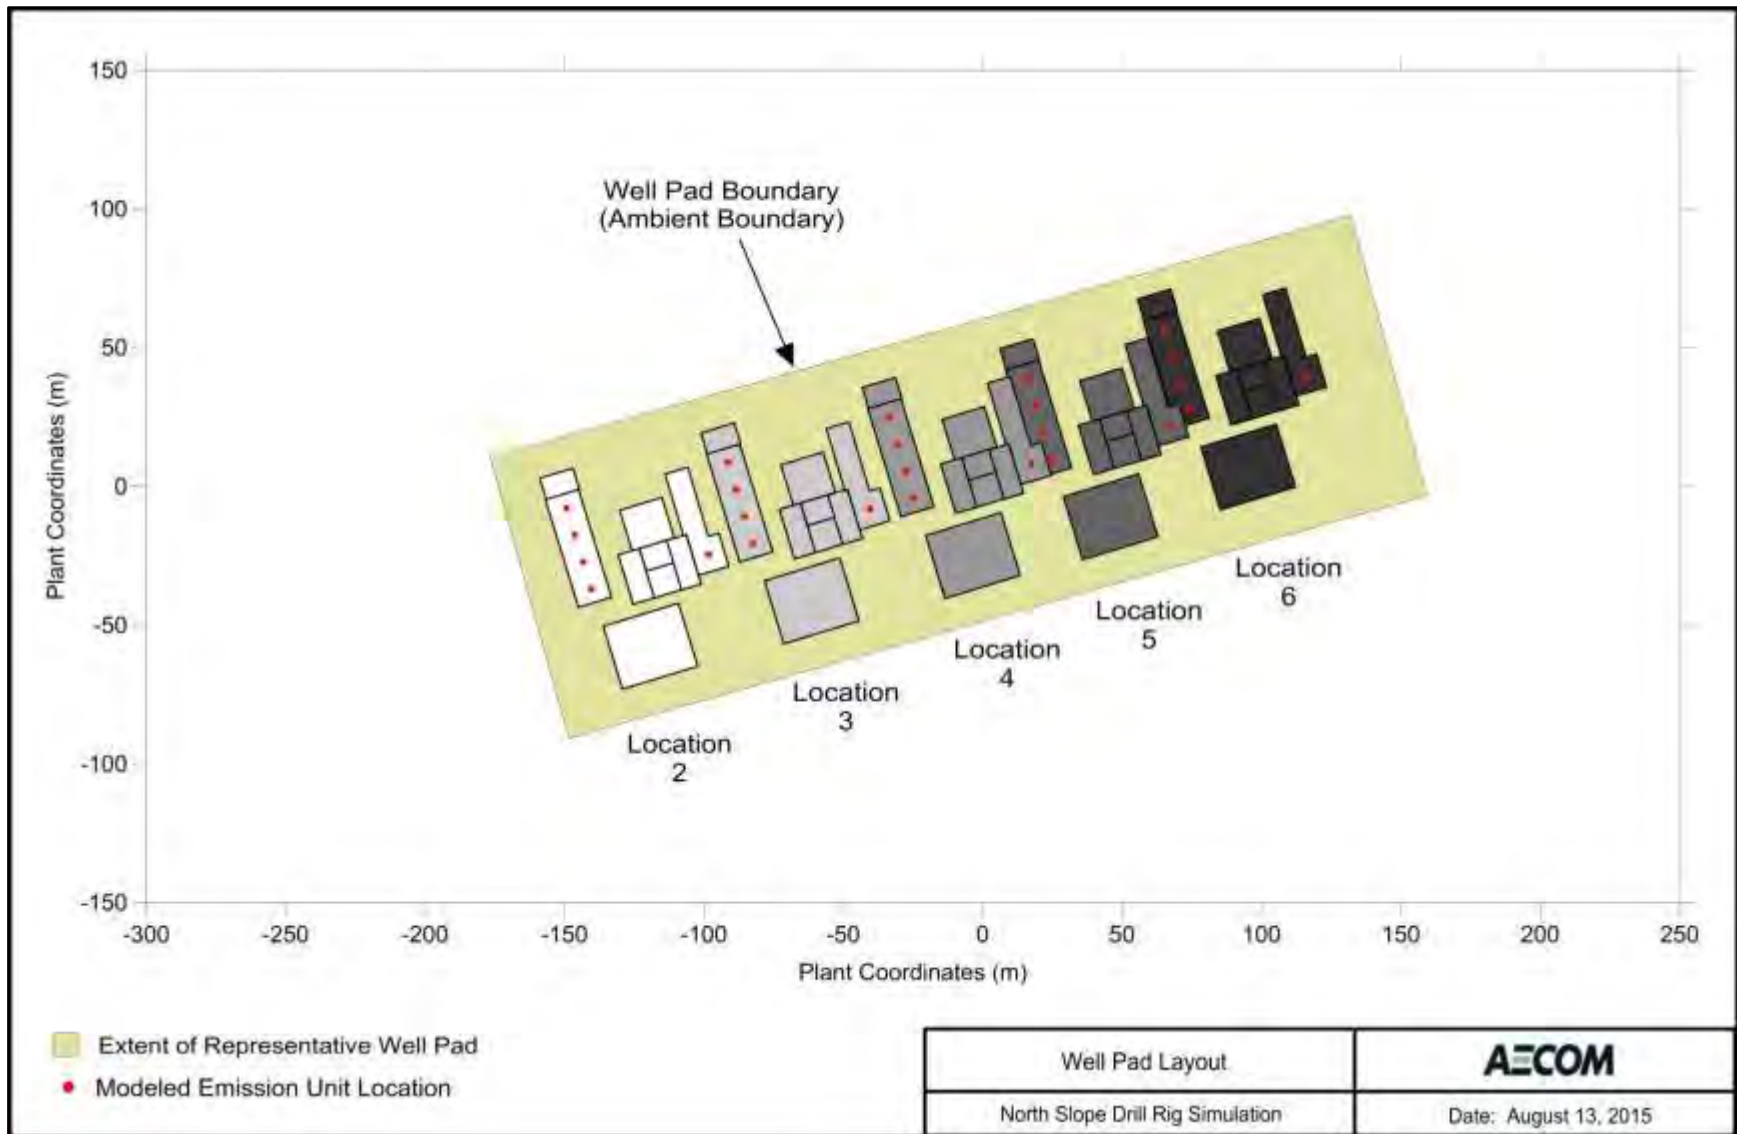 150
100
50
0
-50
-100
-150
Plant Coordinates (m)
Well Pad Boundary
(Ambient Boundary)
Location
2
Location
3
Location
4
Location
5
Location
6
-300
-250
-200
-150
-100
-50
0
50
100
150
200
250
Plant Coordinates (m)
Extent of Representative Well Pad
Modeled Emission Unit Location
Well Pad Layout
AECOM
North Slope Drill Rig Simulation
Date: August 13, 2015